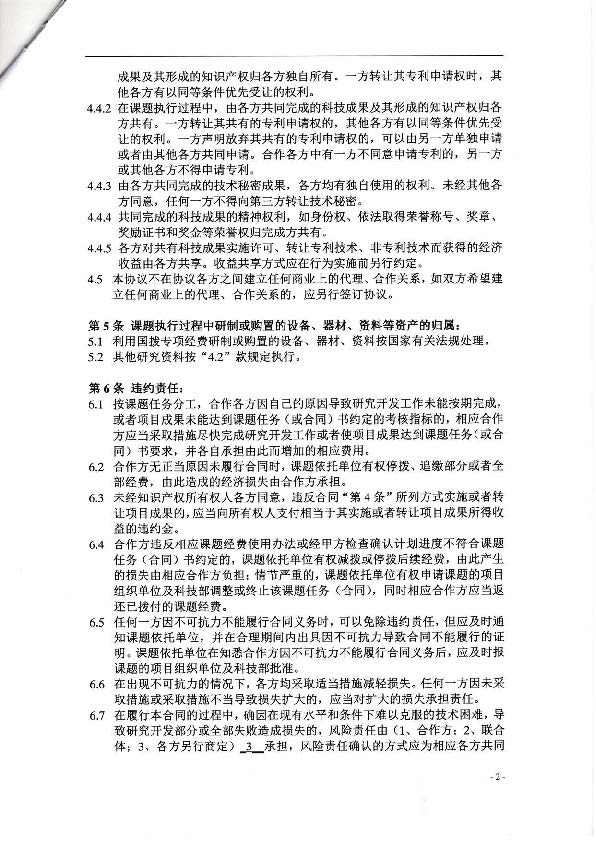 成果及其形成的知识产权归各方独自所有。一方转让其专利申请权时，其
他各方有以同等条件优先受让的权利。
4.4.2 在课题执行过程中，由各方共同完成的科技成果及其形成的知识产权归各
方共有。一方转让其共有的专利申请权的，其他各方有以同等条件优先受
让的权利。一方声明放弃其共有的专利申请权的，可以由另一方单独申请
或者由其他各方共同申请。合作各方中有一方不同意申请专利的，另一方
或其他各方不得申请专利。
4.4.3 由各方共同完成的技术秘密成果，各方均有独自使用的权利。未经其他各
方同意，任何一方不得向第三方转让技术秘密。
4.4.4 共同完成的科技成果的精神权利，如身份权、依法取得荣誉称号、奖章、
奖励证书和奖金等荣誉权归完成方共有。
4.4.5 各方对共有科技成果实施许可、转让专利技术、非专利技术而获得的经济
收益由各方共享。收益共享方式应在行为实施前另行约定。
4.5 本协议不在协议各方之间建立任何商业上的代理、合作关系，如双方希望建
立任何商业上的代理、合作关系的，应另行签订协议。
第 5 条 课题执行过程中研制或购置的设备、器材、资料等资产的归属：
5.1 利用国拨专项经费研制或购置的设备、器材、资料按国家有关法规处理，
5.2 其他研究资料按“4.2”款规定执行。
第 6 条 违约责任：
6.1 按课题任务分工，合作各方因自己的原因导致研究开发工作未能按期完成，
或者项目成果未能达到课题任务（或合同）书约定的考核指标的，相应合作
方应当采取措施尽快完成研究开发工作或者使项目成果达到课题任务（或合
同）书要求，并各自承担由此而增加的相应费用。
6.2 合作方无正当原因未履行合同时，课题依托单位有权停拨、追缴部分或者全
部经费，由此造成的经济损失由合作方承担。
6.3 未经知识产权所有权人各方同意，违反合同“第 4 条”所列方式实施或者转
让项目成果的，应当向所有权人支付相当于其实施或者转让项目成果所得收
益的违约金。
6.4 合作方违反相应课题经费使用办法或经甲方检查确认计划进度不符合课题
任务（合同）书约定的，课题依托单位有权减拨或停拨后续经费，由此产生
的损失由相应合作方负担；情节严重的，课题依托单位有权申请课题的项目
组织单位及科技部调整或终止该课题任务（合同），同时相应合作方应当返
还已拨付的课题经费。
6.5 任何一方因不可抗力不能履行合同义务时，可以免除违约责任，但应及时通
知课题依托单位，并在合理期间内出具因不可抗力导致合同不能履行的证
明。课题依托单位在知悉合作方因不可抗力不能履行合同义务后，应及时报
课题的项目组织单位及科技部批准。
6.6 在出现不可抗力的情况下，各方均采取适当措施减轻损失。任何一方因未采
取措施或采取措施不当导致损失扩大的，应当对扩大的损失承担责任。
6.7 在履行本合同的过程中，确因在现有水平和条件下难以克服的技术困难，导
致研究开发部分或全部失败造成损失的，风险责任由（1、合作方；2、联合
体；3、各方另行商定）_3_承担，风险责任确认的方式应为相应各方共同
- 2 -